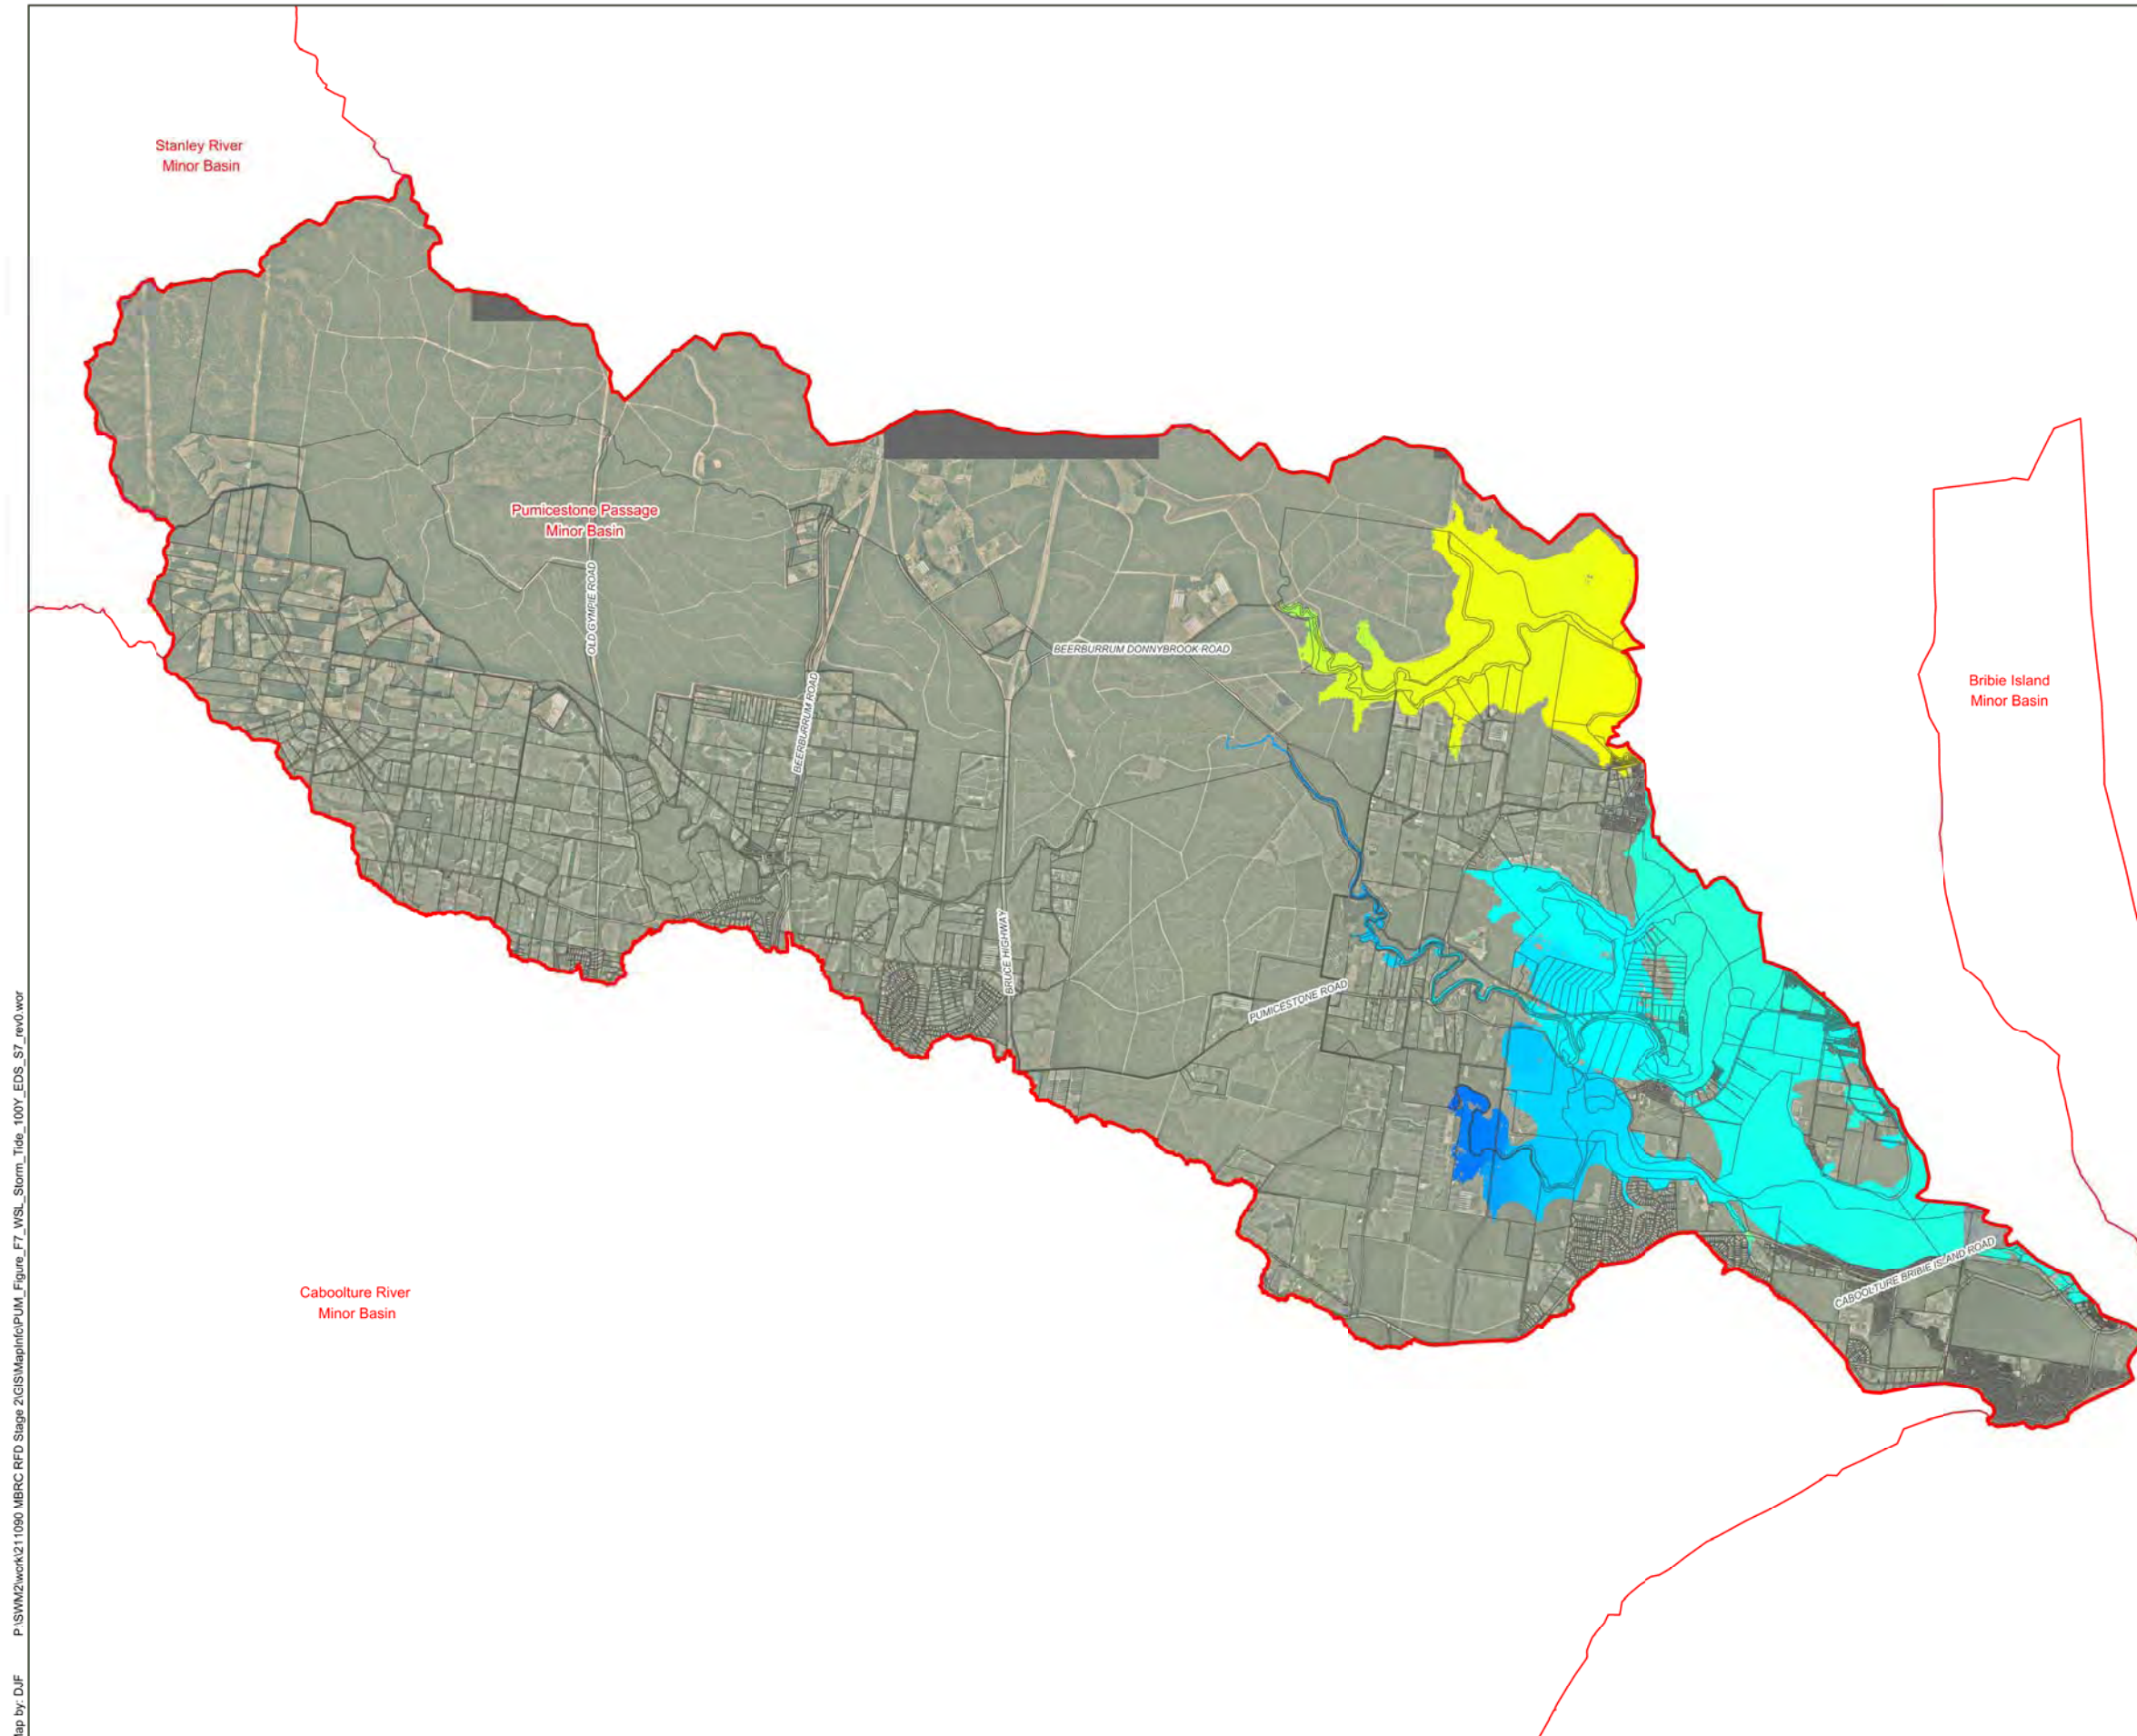 Stanley River
Minor Basin
Pumicestone Passage
Minor Basin
OLD GYMPIE ROAD
BEERBURRUM DONNYBROOK ROAD
BEERBURRUM ROAD
Bribie Island
Minor Basin
BRUCE HIGHWAY
PUMICESTONE ROAD
CABOOLTURE BRIBIE ISLAND ROAD
Caboolture River
Minor Basin
Map by: DJF P:\SWM2\work\211090 MBRC RFD Stage 2\GIS\MapInfo\PUM_Figure_F7_WSL_Storm_Tide_100Y_EDS_S7_rev0.wor